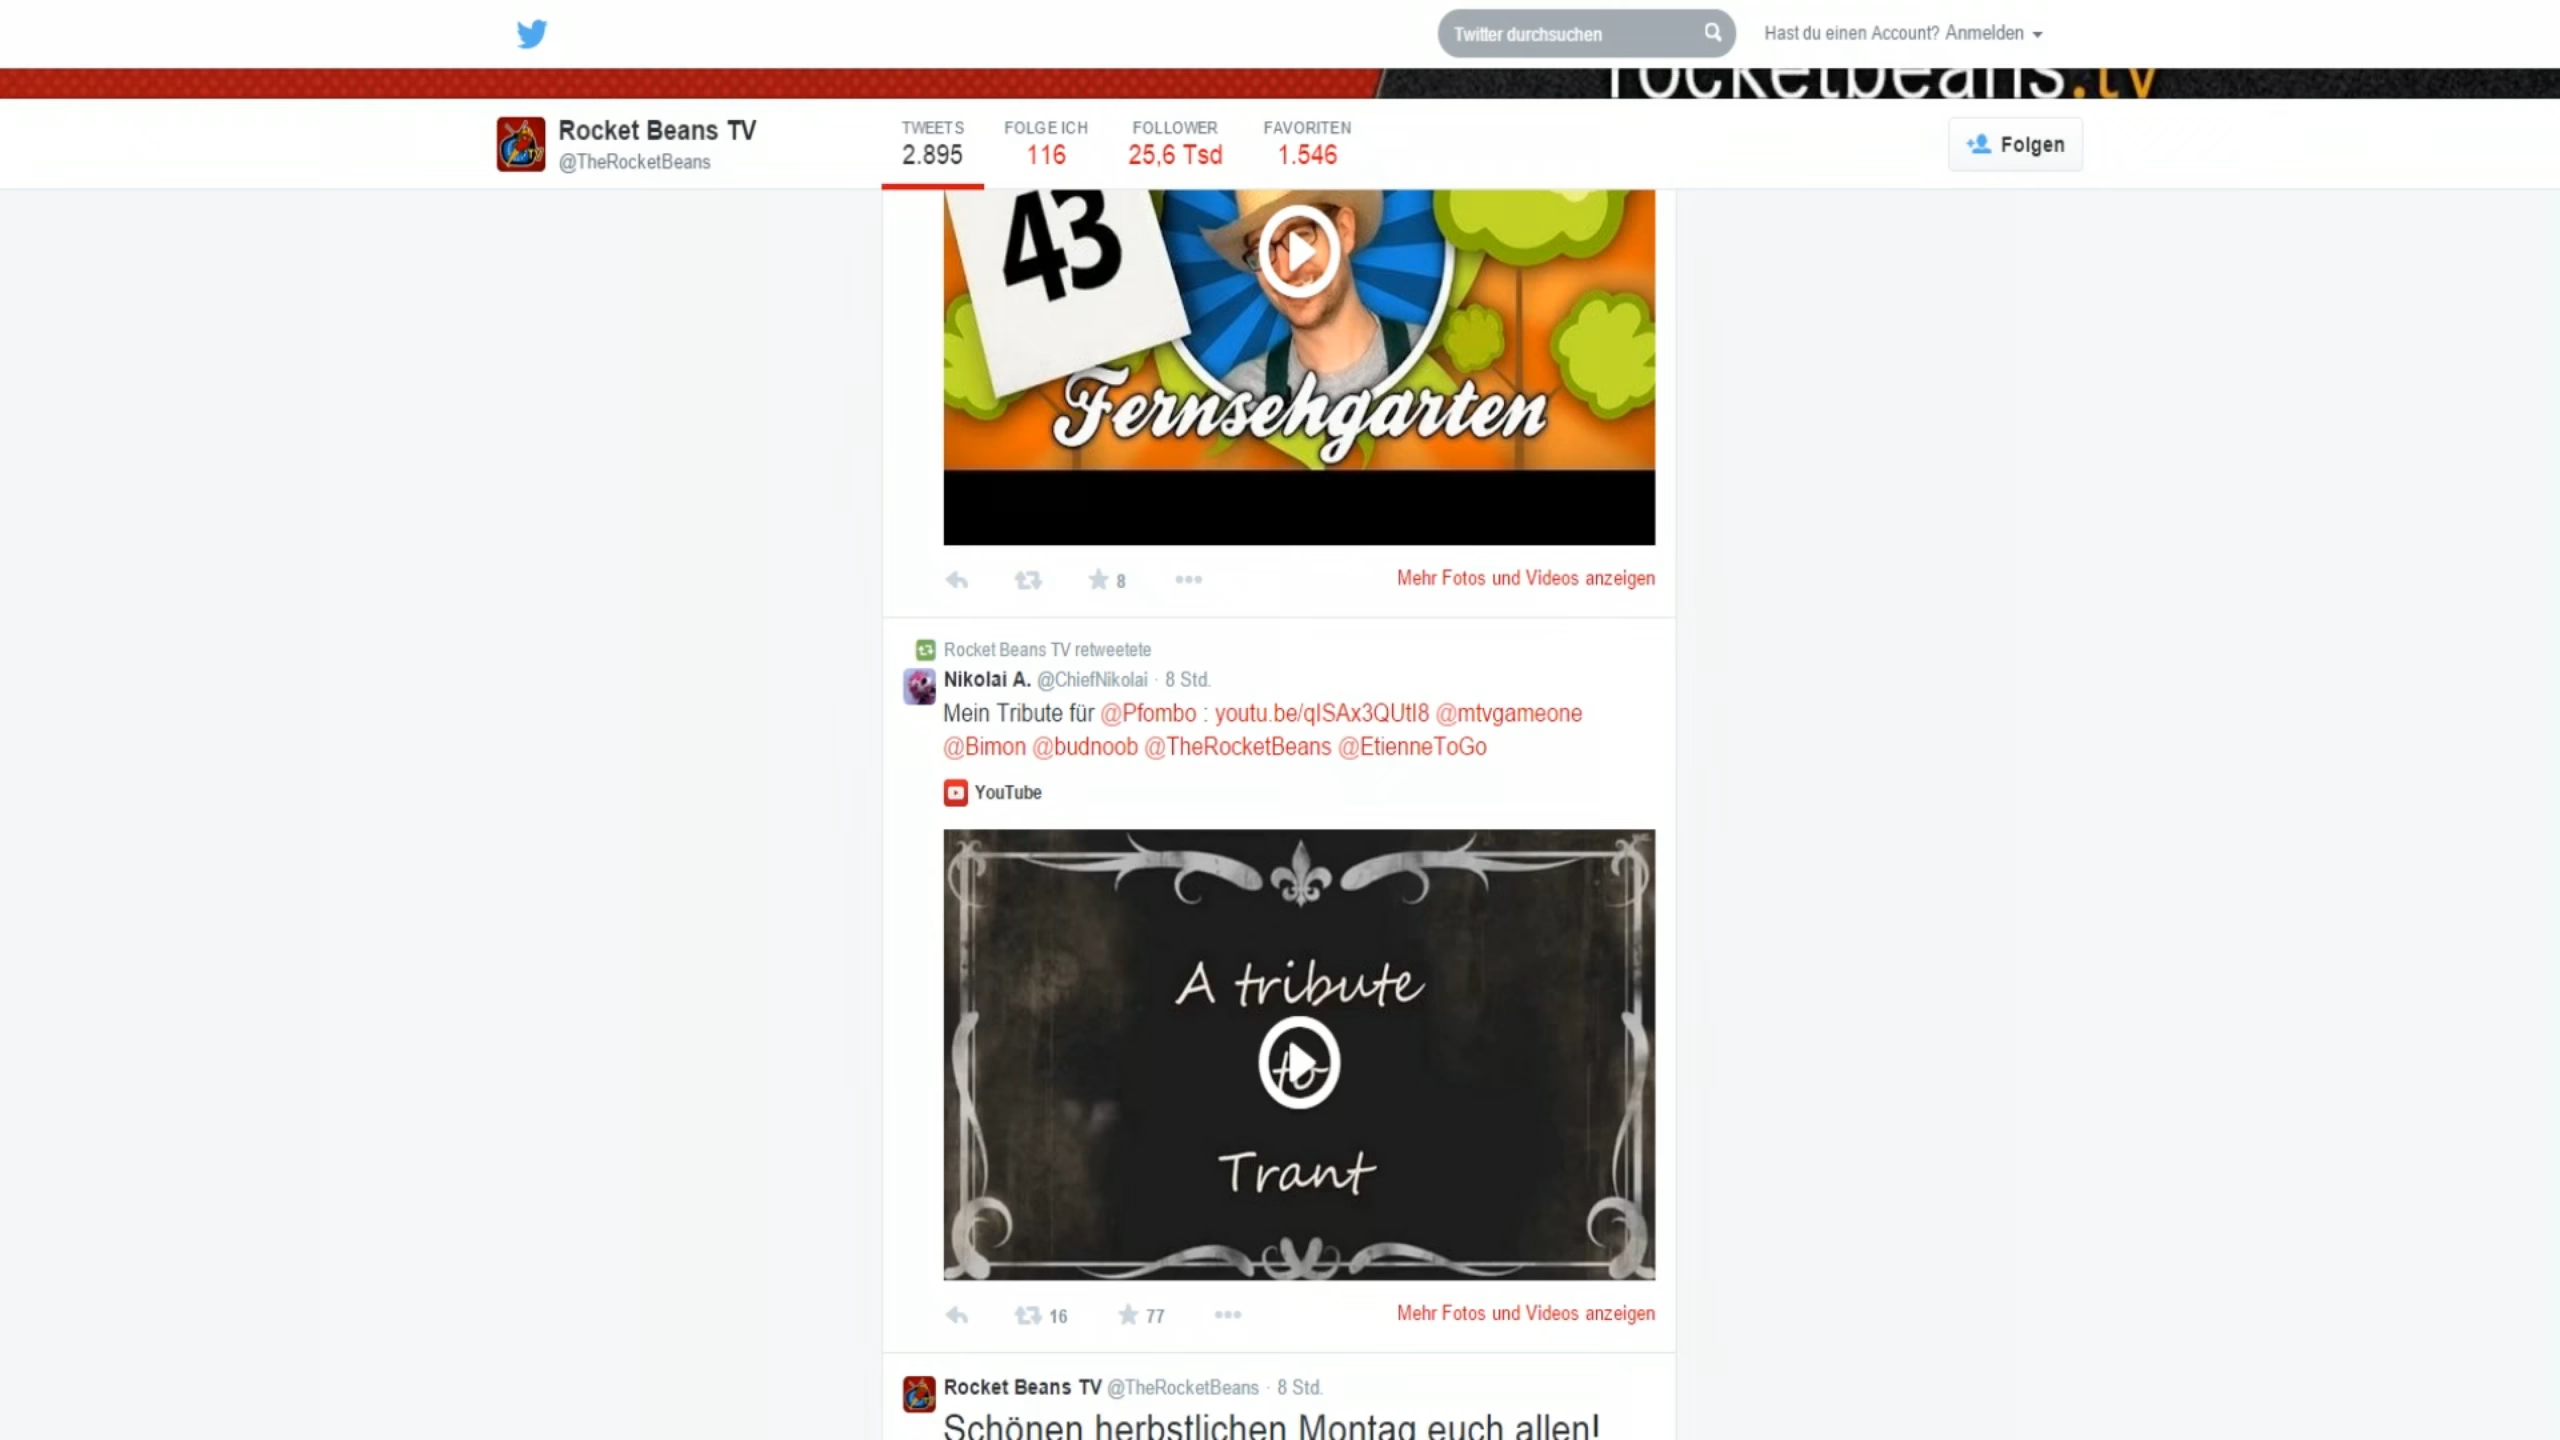 Twitter durchsuchen
Hast du einen Account? Anmelden
rocketbeans.tv
Rocket Beans TV
@TheRocketBeans
TWEETS
2.895
FOLGE ICH
116
FOLLOWER
25,6 Tsd
FAVORITEN
1.546
Folgen
43
Fernsehgarten
8
Mehr Fotos und Videos anzeigen
Rocket Beans TV retweetete
Nikolai A. @ChiefNikolai · 8 Std.
Mein Tribute für @Pfombo : youtu.be/qISAx3QUtI8 @mtvgameone
@Bimon @budnoob @TheRocketBeans @EtienneToGo
YouTube
A tribute
to
Trant
16
77
Mehr Fotos und Videos anzeigen
Rocket Beans TV @TheRocketBeans · 8 Std.
Schönen herbstlichen Montag euch allen!